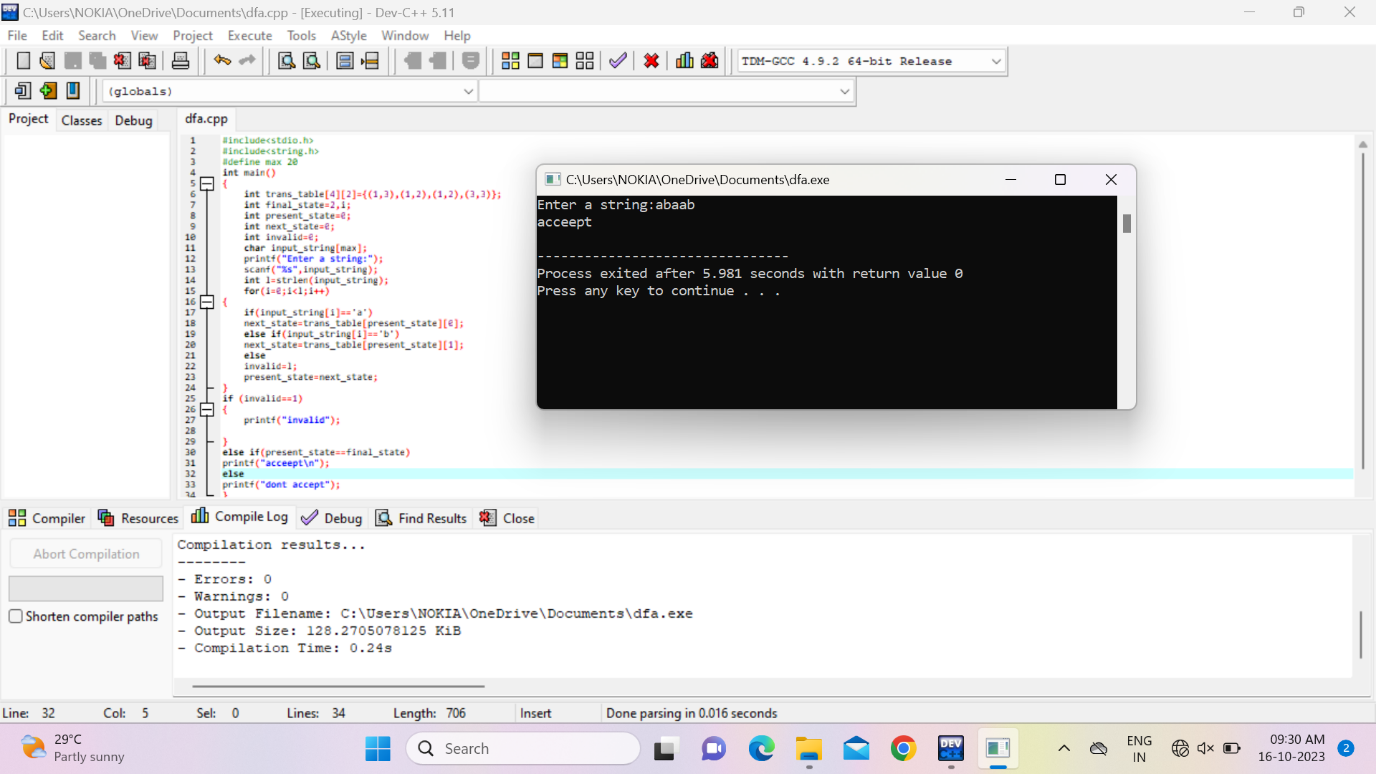 C:\Users\NOKIA\OneDrive\Documents\dfa.cpp - [Executing] - Dev-C++ 5.11
File Edit Search View Project Execute Tools AStyle Window Help
TDM-GCC 4.9.2 64-bit Release
(globals)
Project Classes Debug
dfa.cpp
1 #include<stdio.h>
2 #include<string.h>
3 #define max 20
4 int main()
5 {
6 int trans_table[4][2]={(1,3),(1,2),(1,2),(3,3)};
7 int final_state=2,i;
8 int present_state=0;
9 int next_state=0;
10 int invalid=0;
11 char input_string[max];
12 printf("Enter a string:");
13 scanf("%s",input_string);
14 int l=strlen(input_string);
15 for(i=0;i<l;i++)
16 {
17 if(input_string[i]=='a')
18 next_state=trans_table[present_state][0];
19 else if(input_string[i]=='b')
20 next_state=trans_table[present_state][1];
21 else
22 invalid=l;
23 present_state=next_state;
24 }
25 if (invalid==1)
26 {
27 printf("invalid");
28
29 }
30 else if(present_state==final_state)
31 printf("acceept\n");
32 else
33 printf("dont accept");
34 }
C:\Users\NOKIA\OneDrive\Documents\dfa.exe
Enter a string:abaab
acceept
--------------------------------
Process exited after 5.981 seconds with return value 0
Press any key to continue . . .
Compiler Resources Compile Log Debug Find Results Close
Abort Compilation
Shorten compiler paths
Compilation results...
--------
- Errors: 0
- Warnings: 0
- Output Filename: C:\Users\NOKIA\OneDrive\Documents\dfa.exe
- Output Size: 128.2705078125 KiB
- Compilation Time: 0.24s
Line: 32 Col: 5 Sel: 0 Lines: 34 Length: 706 Insert Done parsing in 0.016 seconds
29°C
Partly sunny
Search
DEV
ENG
IN
09:30 AM
16-10-2023
2